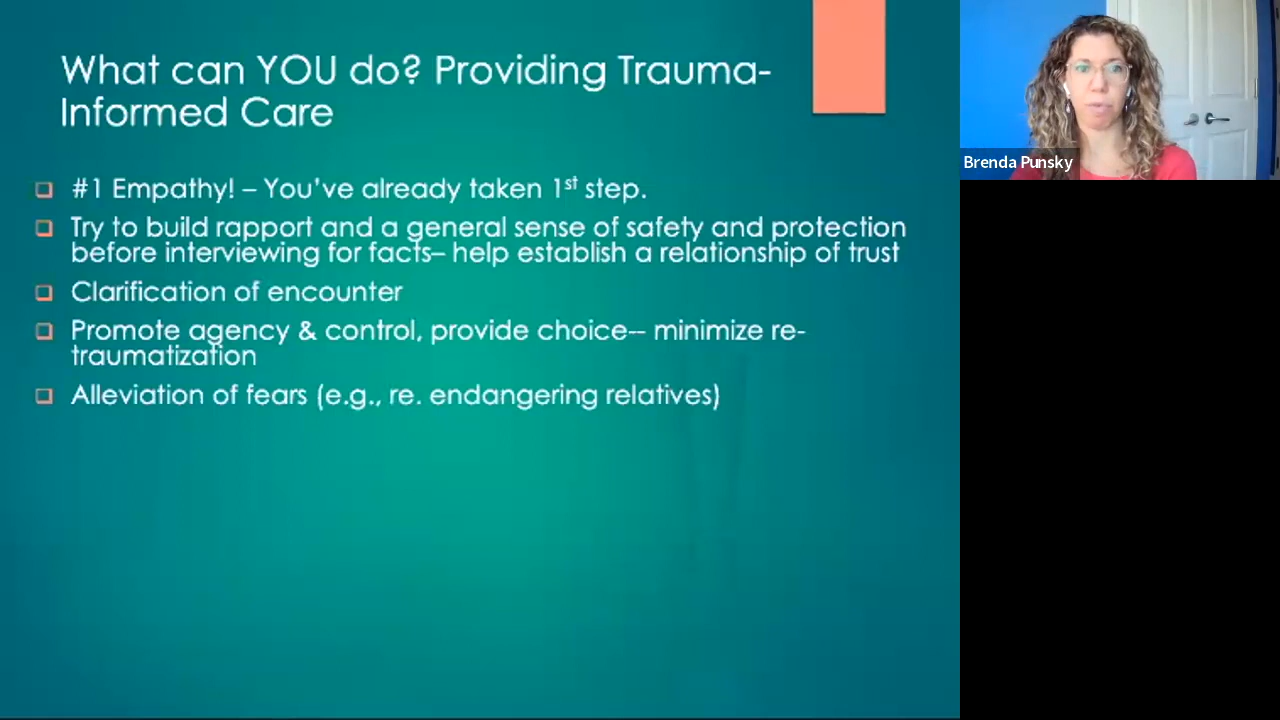 What can YOU do? Providing Trauma-
Informed Care
#1 Empathy! – You’ve already taken 1st step.
Try to build rapport and a general sense of safety and protection
before interviewing for facts– help establish a relationship of trust
Clarification of encounter
Promote agency & control, provide choice-- minimize re-
traumatization
Alleviation of fears (e.g., re. endangering relatives)
Brenda Punsky